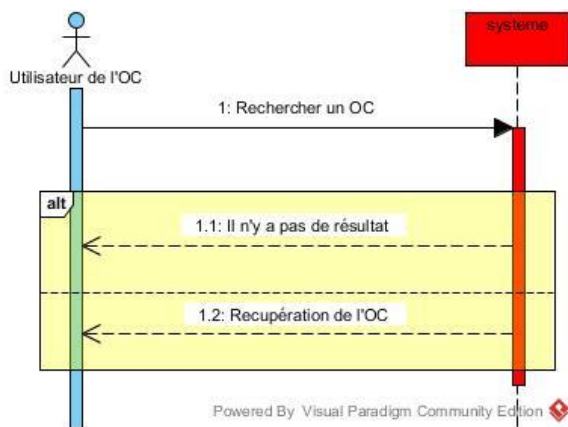 systeme
Utilisateur de l'OC
1: Rechercher un OC
alt
1.1: Il n'y a pas de résultat
1.2: Recupération de l'OC
Powered By Visual Paradigm Community Edition